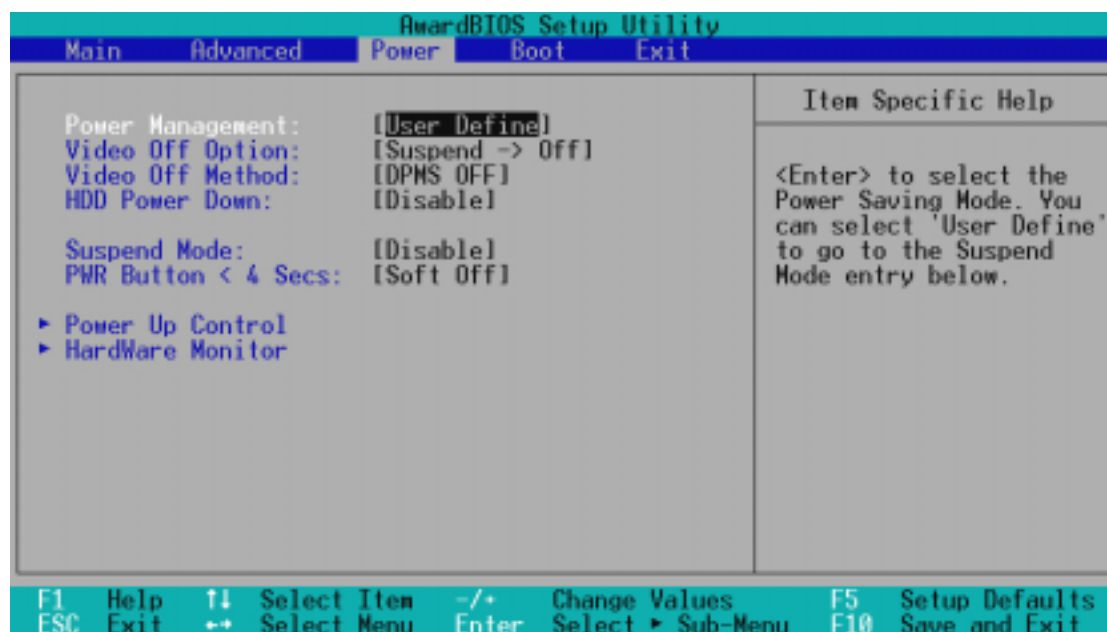 AwardBIOS Setup Utility
Main Advanced Power Boot Exit
Power Management: [User Define]
Video Off Option: [Suspend -> Off]
Video Off Method: [DPMS OFF]
HDD Power Down: [Disable]
Suspend Mode: [Disable]
PWR Button < 4 Secs: [Soft Off]
▸ Power Up Control
▸ HardWare Monitor
Item Specific Help
<Enter> to select the
Power Saving Mode. You
can select 'User Define'
to go to the Suspend
Mode entry below.
F1 Help ↑↓ Select Item -/+ Change Values F5 Setup Defaults
ESC Exit ←→ Select Menu Enter Select ▸ Sub-Menu F10 Save and Exit